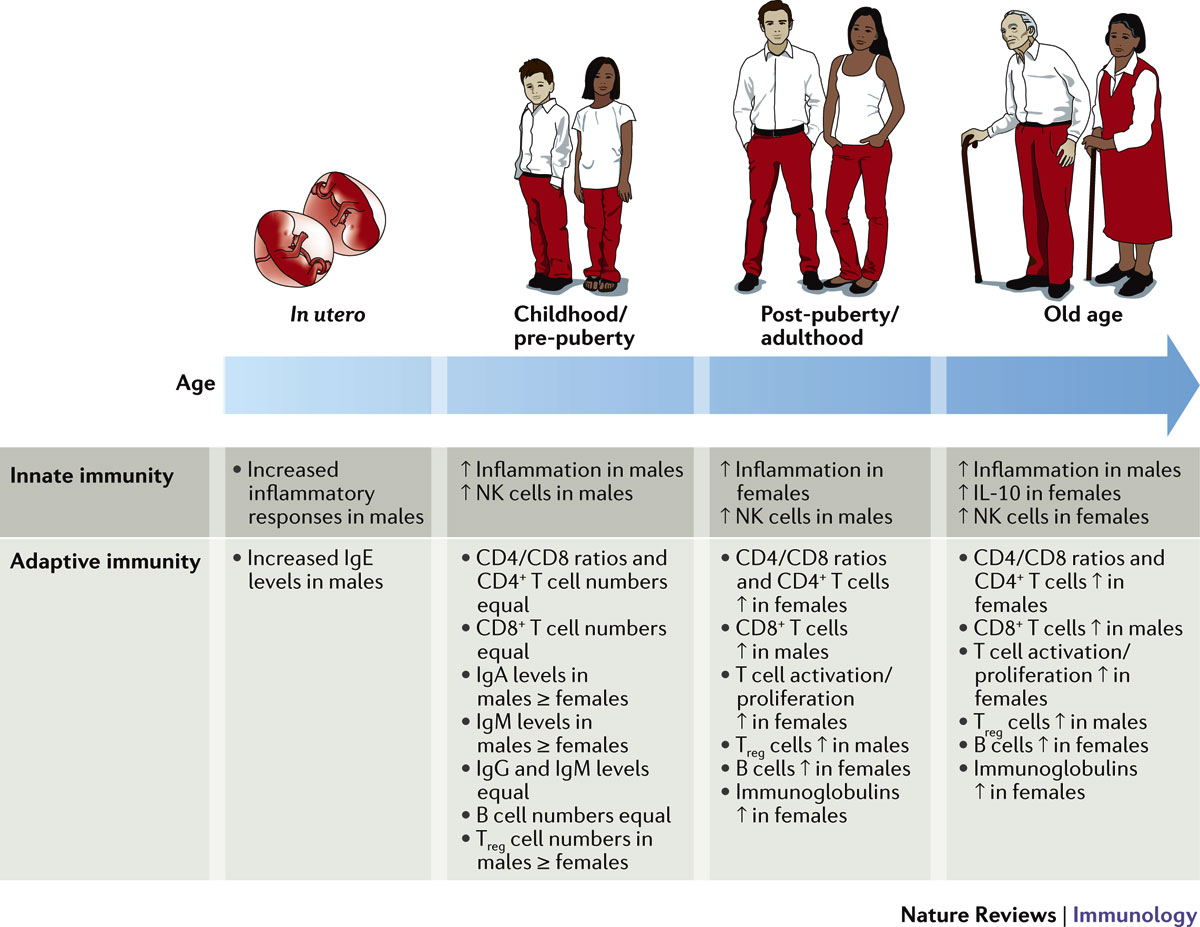 In utero
Childhood/
pre-puberty
Post-puberty/
adulthood
Old age
Age
Innate immunity
• Increased
inflammatory
responses in males
↑ Inflammation in males
↑ NK cells in males
↑ Inflammation in
females
↑ NK cells in males
↑ Inflammation in males
↑ IL-10 in females
↑ NK cells in females
Adaptive immunity
• Increased IgE
levels in males
• CD4/CD8 ratios and
CD4⁺ T cell numbers
equal
• CD8⁺ T cell numbers
equal
• IgA levels in
males ≥ females
• IgM levels in
males ≥ females
• IgG and IgM levels
equal
• B cell numbers equal
• Treg cell numbers in
males ≥ females
• CD4/CD8 ratios
and CD4⁺ T cells
↑ in females
• CD8⁺ T cells
↑ in males
• T cell activation/
proliferation
↑ in females
• Treg cells ↑ in males
• B cells ↑ in females
• Immunoglobulins
↑ in females
• CD4/CD8 ratios and
CD4⁺ T cells ↑ in
females
• CD8⁺ T cells ↑ in males
• T cell activation/
proliferation ↑ in
females
• Treg cells ↑ in males
• B cells ↑ in females
• Immunoglobulins
↑ in females
Nature Reviews | Immunology